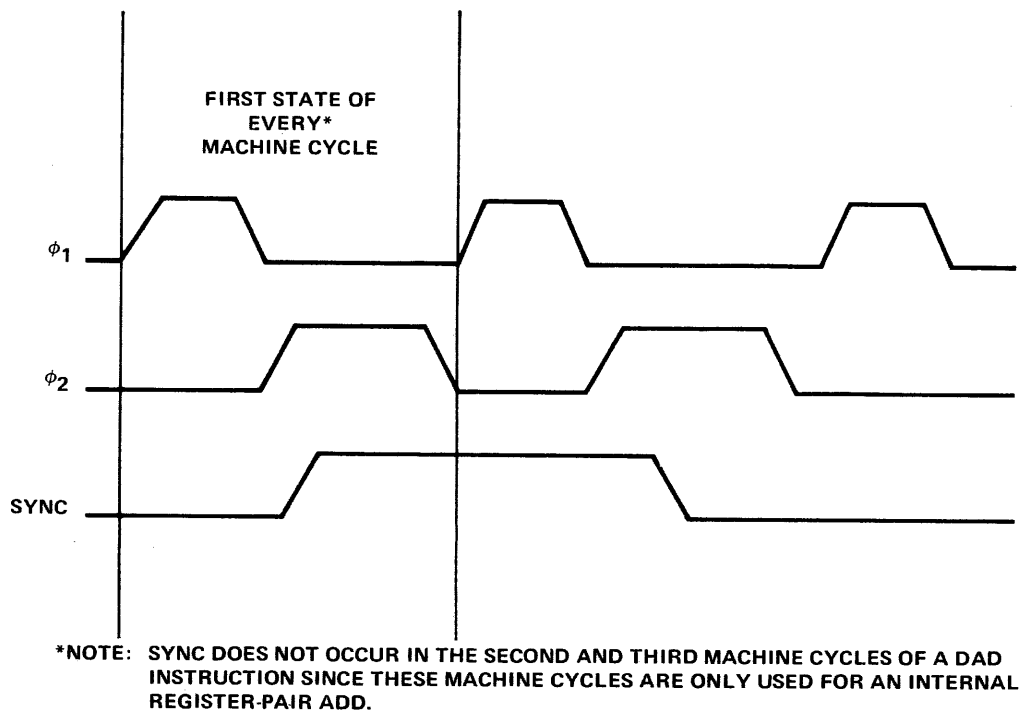 FIRST STATE OF
EVERY*
MACHINE CYCLE
ϕ1
ϕ2
SYNC
*NOTE: SYNC DOES NOT OCCUR IN THE SECOND AND THIRD MACHINE CYCLES OF A DAD
INSTRUCTION SINCE THESE MACHINE CYCLES ARE ONLY USED FOR AN INTERNAL
REGISTER-PAIR ADD.